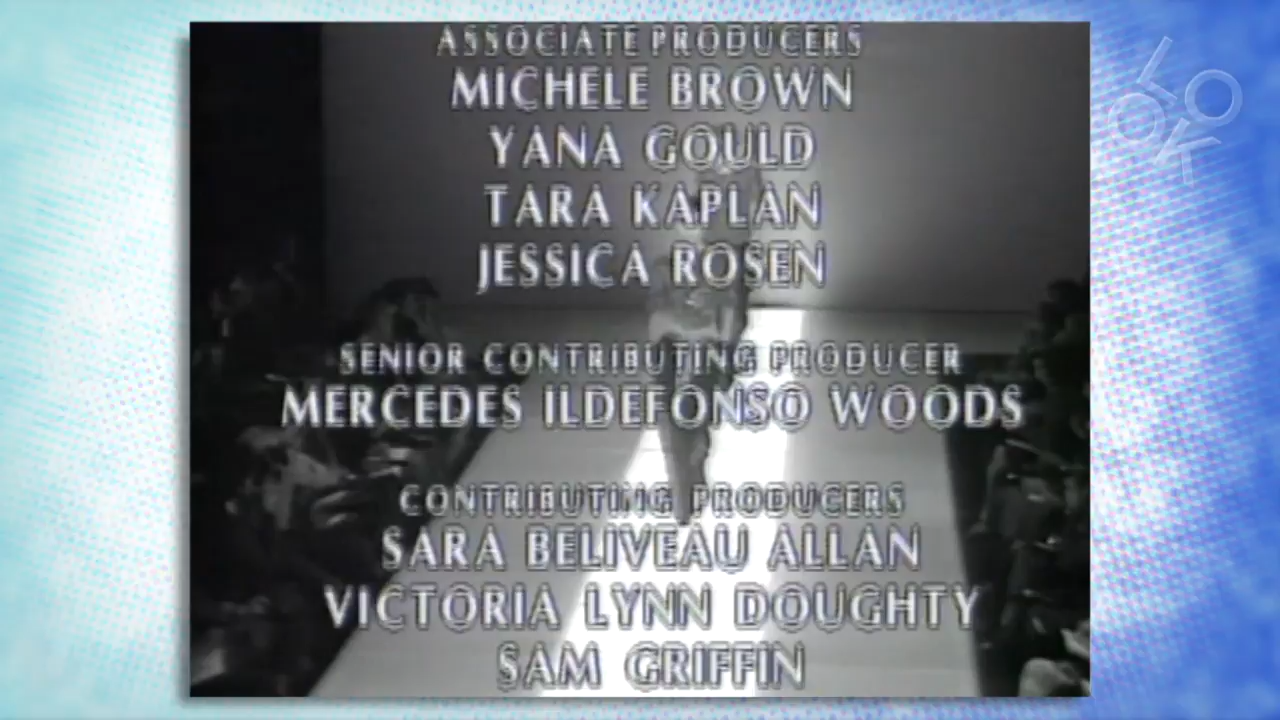 ASSOCIATE PRODUCERS
MICHELE BROWN
YANA GOULD
TARA KAPLAN
JESSICA ROSEN
SENIOR CONTRIBUTING PRODUCER
MERCEDES ILDEFONSO WOODS
CONTRIBUTING PRODUCERS
SARA BELIVEAU ALLAN
VICTORIA LYNN DOUGHTY
SAM GRIFFIN
LOOK